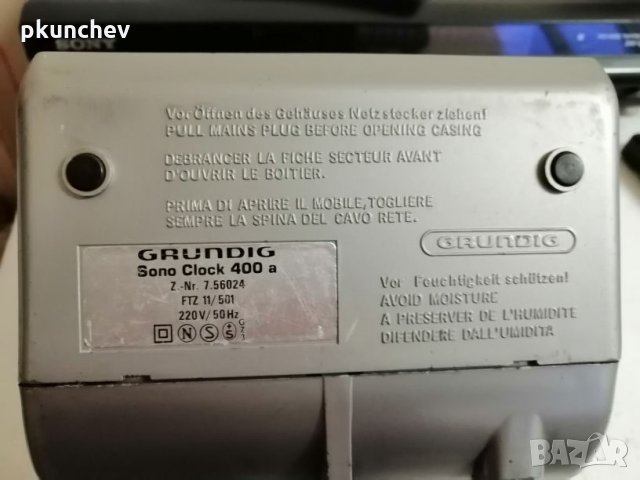 pkunchev
SONY
Vor Öffnen des Gehäuses Netzstecker ziehen!
PULL MAINS PLUG BEFORE OPENING CASING
DEBRANCER LA FICHE SECTEUR AVANT
D'OUVRIR LE BOITIER.
PRIMA DI APRIRE IL MOBILE,TOGLIERE
SEMPRE LA SPINA DEL CAVO RETE.
GRUNDIG
Sono Clock 400 a
Z.-Nr. 7.56024
FTZ 11/501
220V/50Hz
N S S
GRUNDIG
Vor Feuchtigkeit schützen!
AVOID MOISTURE
A PRESERVER DE L'HUMIDITE
DIFENDERE DALL'UMIDITÀ
BAZAR